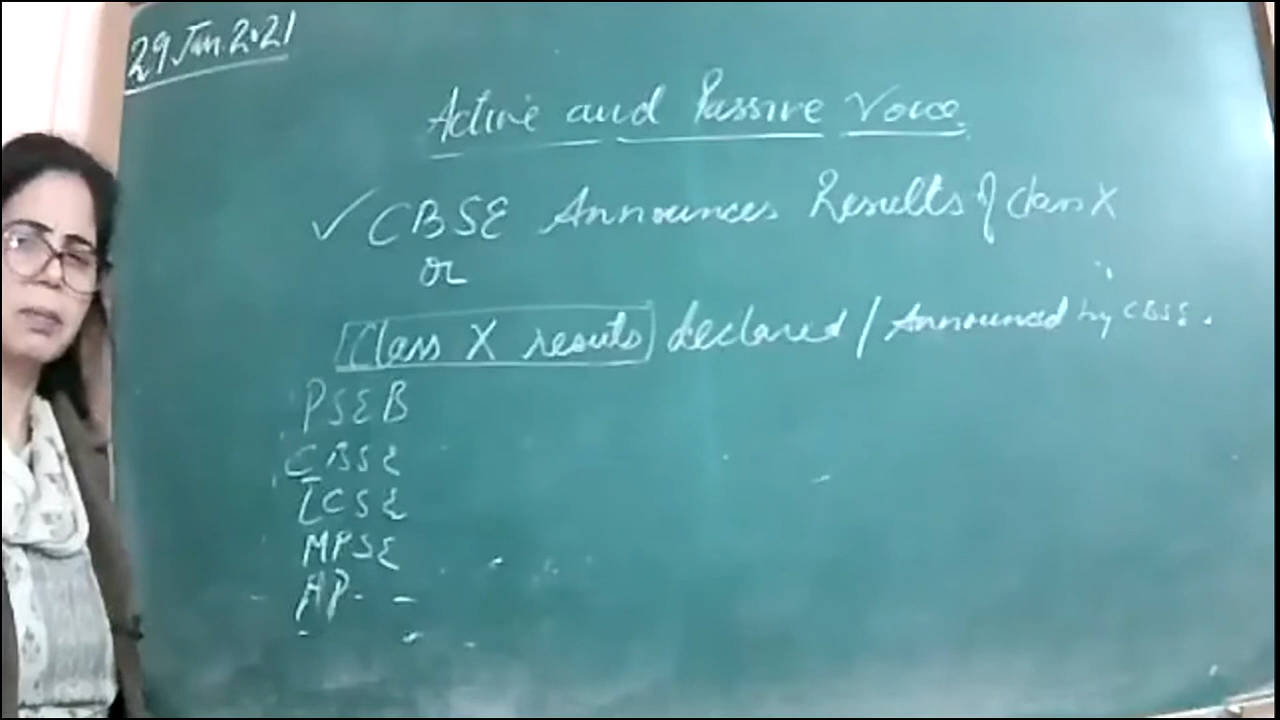 29 Jan. 2021
Active and Passive Voice.
✓ CBSE Announces Results of class X
or
Class X results declared / Announced by CBSE.
PSEB
CBSE
ICSE
MPSE
AP - -